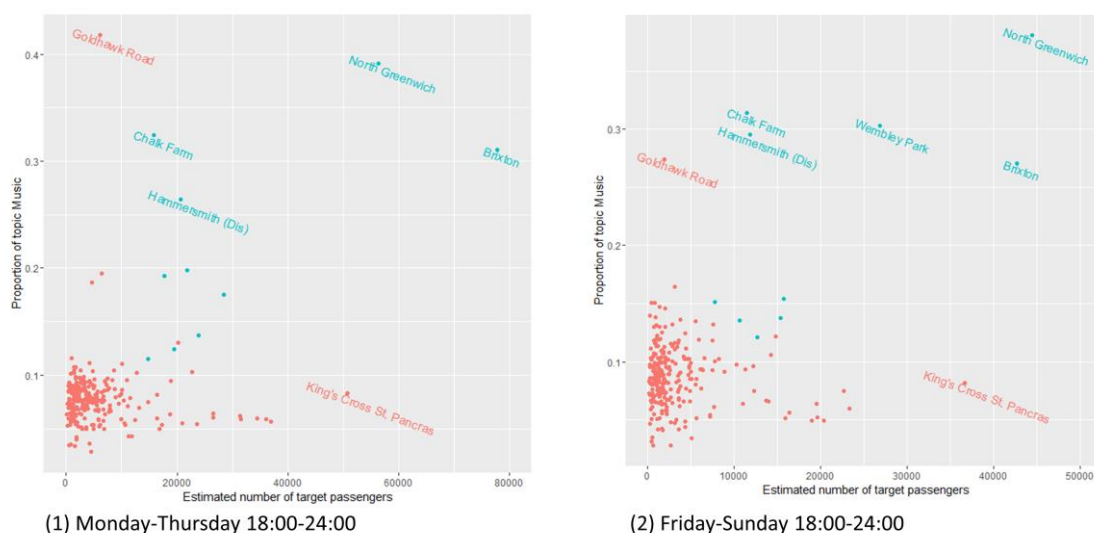 Goldhawk Road
North Greenwich
Chalk Farm
Brixton
Hammersmith (Dis)
King's Cross St. Pancras
0.4
0.3
0.2
0.1
Proportion of topic Music
0
20000
40000
60000
80000
Estimated number of target passengers
(1) Monday-Thursday 18:00-24:00
North Greenwich
Chalk Farm
Wembley Park
Hammersmith (Dis)
Goldhawk Road
Brixton
King's Cross St. Pancras
0.3
0.2
0.1
Proportion of topic Music
0
10000
20000
30000
40000
50000
Estimated number of target passengers
(2) Friday-Sunday 18:00-24:00